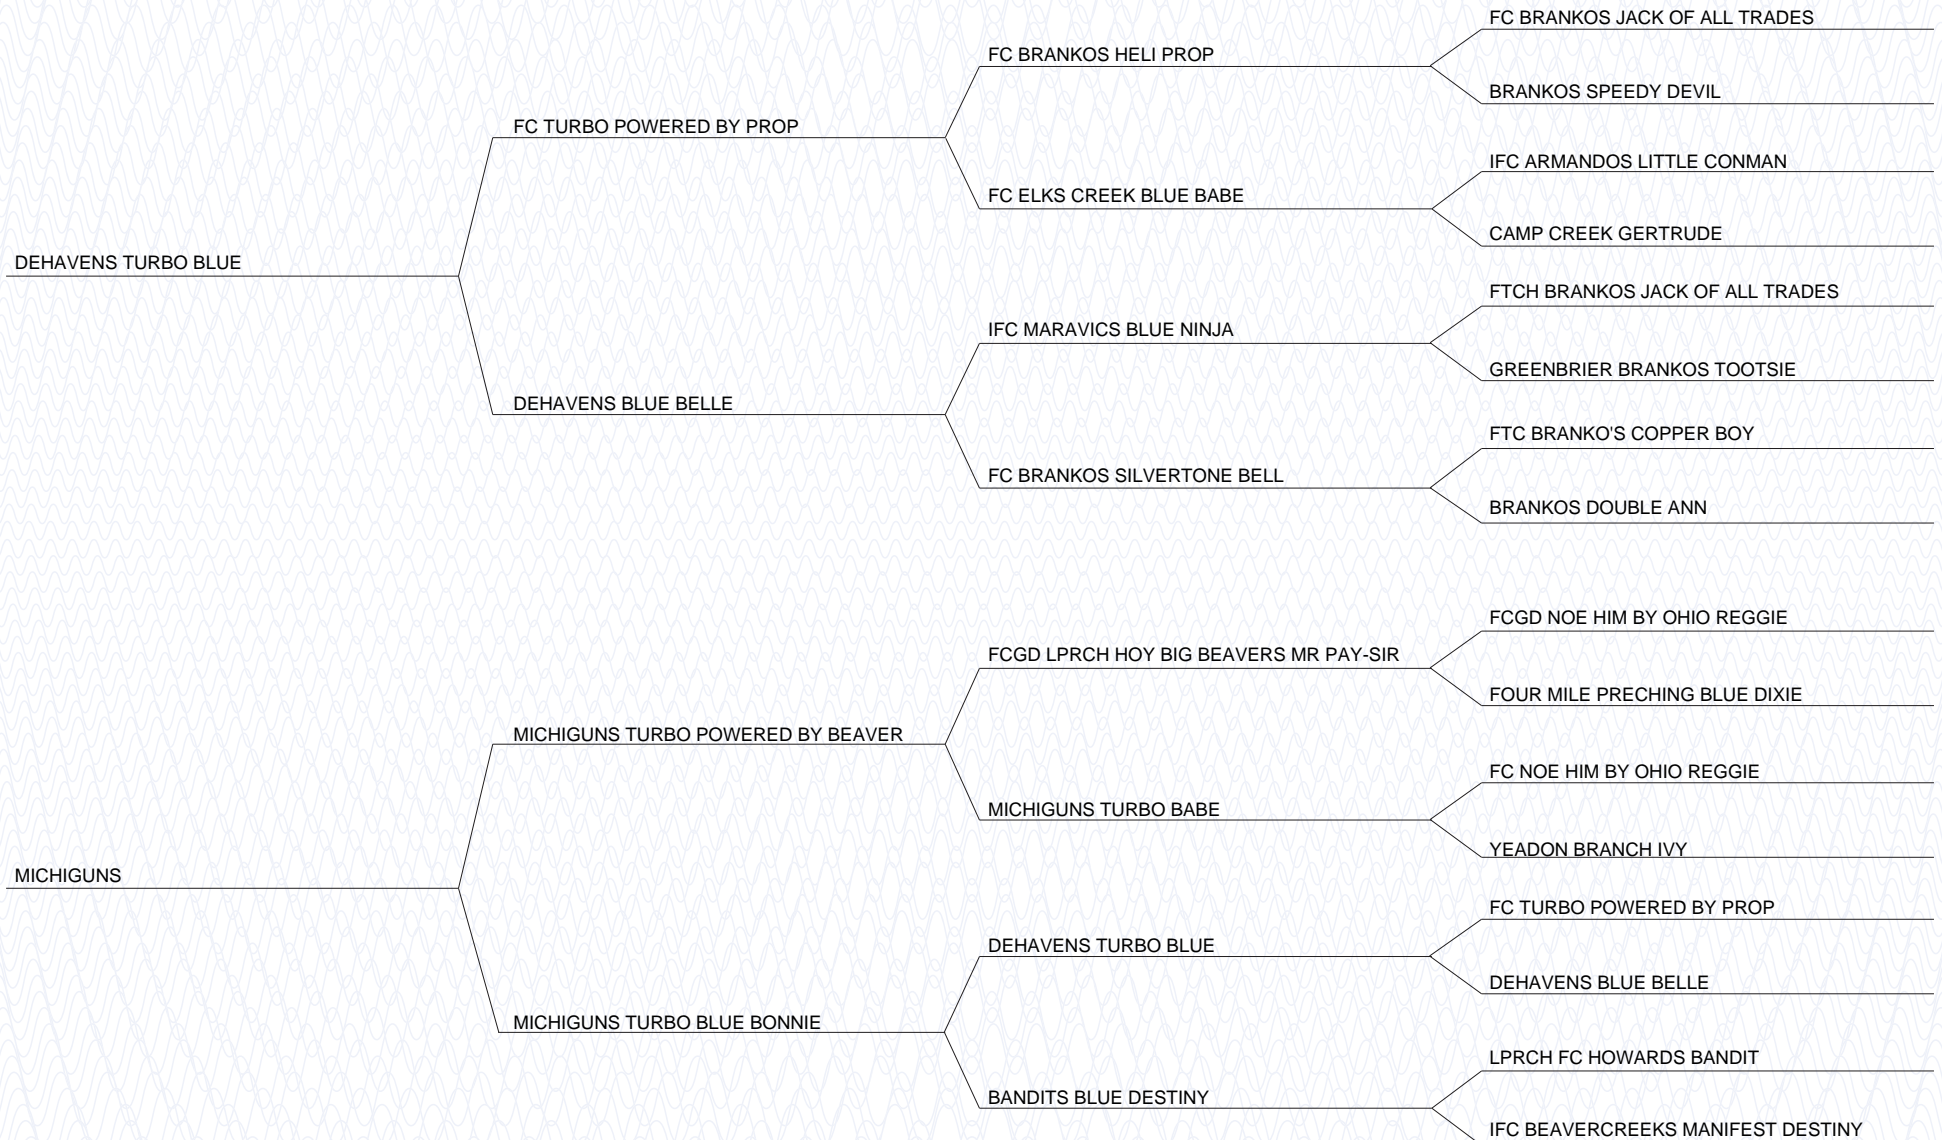 FC BRANKOS JACK OF ALL TRADES
FC BRANKOS HELI PROP
BRANKOS SPEEDY DEVIL
FC TURBO POWERED BY PROP
IFC ARMANDOS LITTLE CONMAN
FC ELKS CREEK BLUE BABE
CAMP CREEK GERTRUDE
DEHAVENS TURBO BLUE
FTCH BRANKOS JACK OF ALL TRADES
IFC MARAVICS BLUE NINJA
GREENBRIER BRANKOS TOOTSIE
DEHAVENS BLUE BELLE
FTC BRANKO'S COPPER BOY
FC BRANKOS SILVERTONE BELL
BRANKOS DOUBLE ANN
FCGD NOE HIM BY OHIO REGGIE
FCGD LPRCH HOY BIG BEAVERS MR PAY-SIR
FOUR MILE PRECHING BLUE DIXIE
MICHIGUNS TURBO POWERED BY BEAVER
FC NOE HIM BY OHIO REGGIE
MICHIGUNS TURBO BABE
YEADON BRANCH IVY
MICHIGUNS
FC TURBO POWERED BY PROP
DEHAVENS TURBO BLUE
DEHAVENS BLUE BELLE
MICHIGUNS TURBO BLUE BONNIE
LPRCH FC HOWARDS BANDIT
BANDITS BLUE DESTINY
IFC BEAVERCREEKS MANIFEST DESTINY